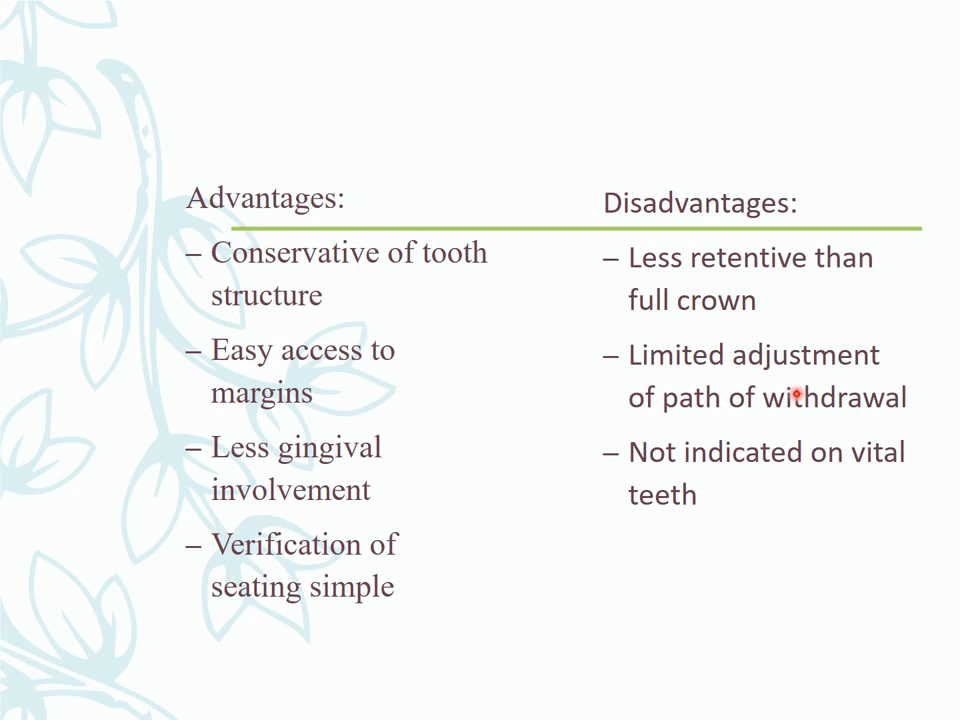 Advantages:
– Conservative of tooth
structure
– Easy access to
margins
– Less gingival
involvement
– Verification of
seating simple
Disadvantages:
– Less retentive than
full crown
– Limited adjustment
of path of withdrawal
– Not indicated on vital
teeth